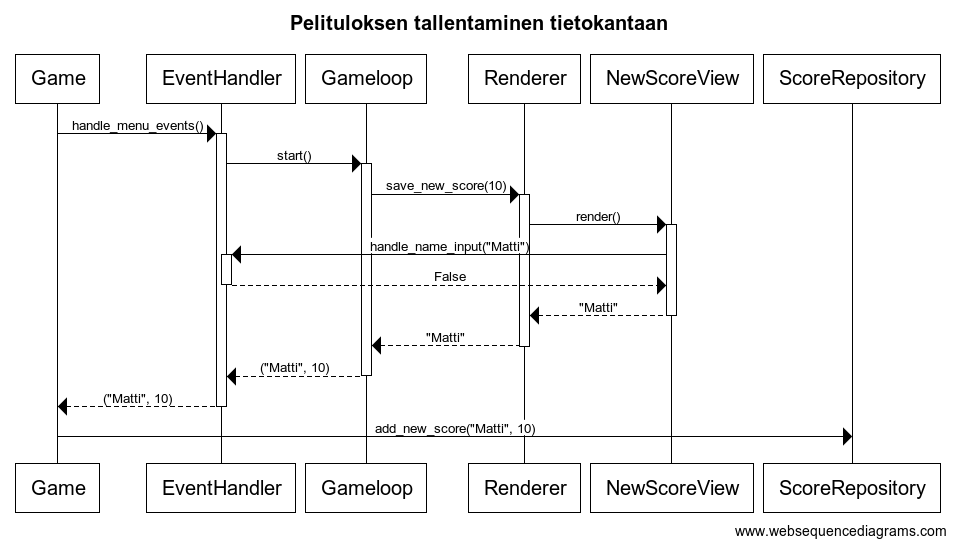 Pelituloksen tallentaminen tietokantaan
Game
EventHandler
Gameloop
Renderer
NewScoreView
ScoreRepository
handle_menu_events()
start()
save_new_score(10)
render()
handle_name_input("Matti")
False
"Matti"
"Matti"
("Matti", 10)
("Matti", 10)
add_new_score("Matti", 10)
Game
EventHandler
Gameloop
Renderer
NewScoreView
ScoreRepository
www.websequencediagrams.com